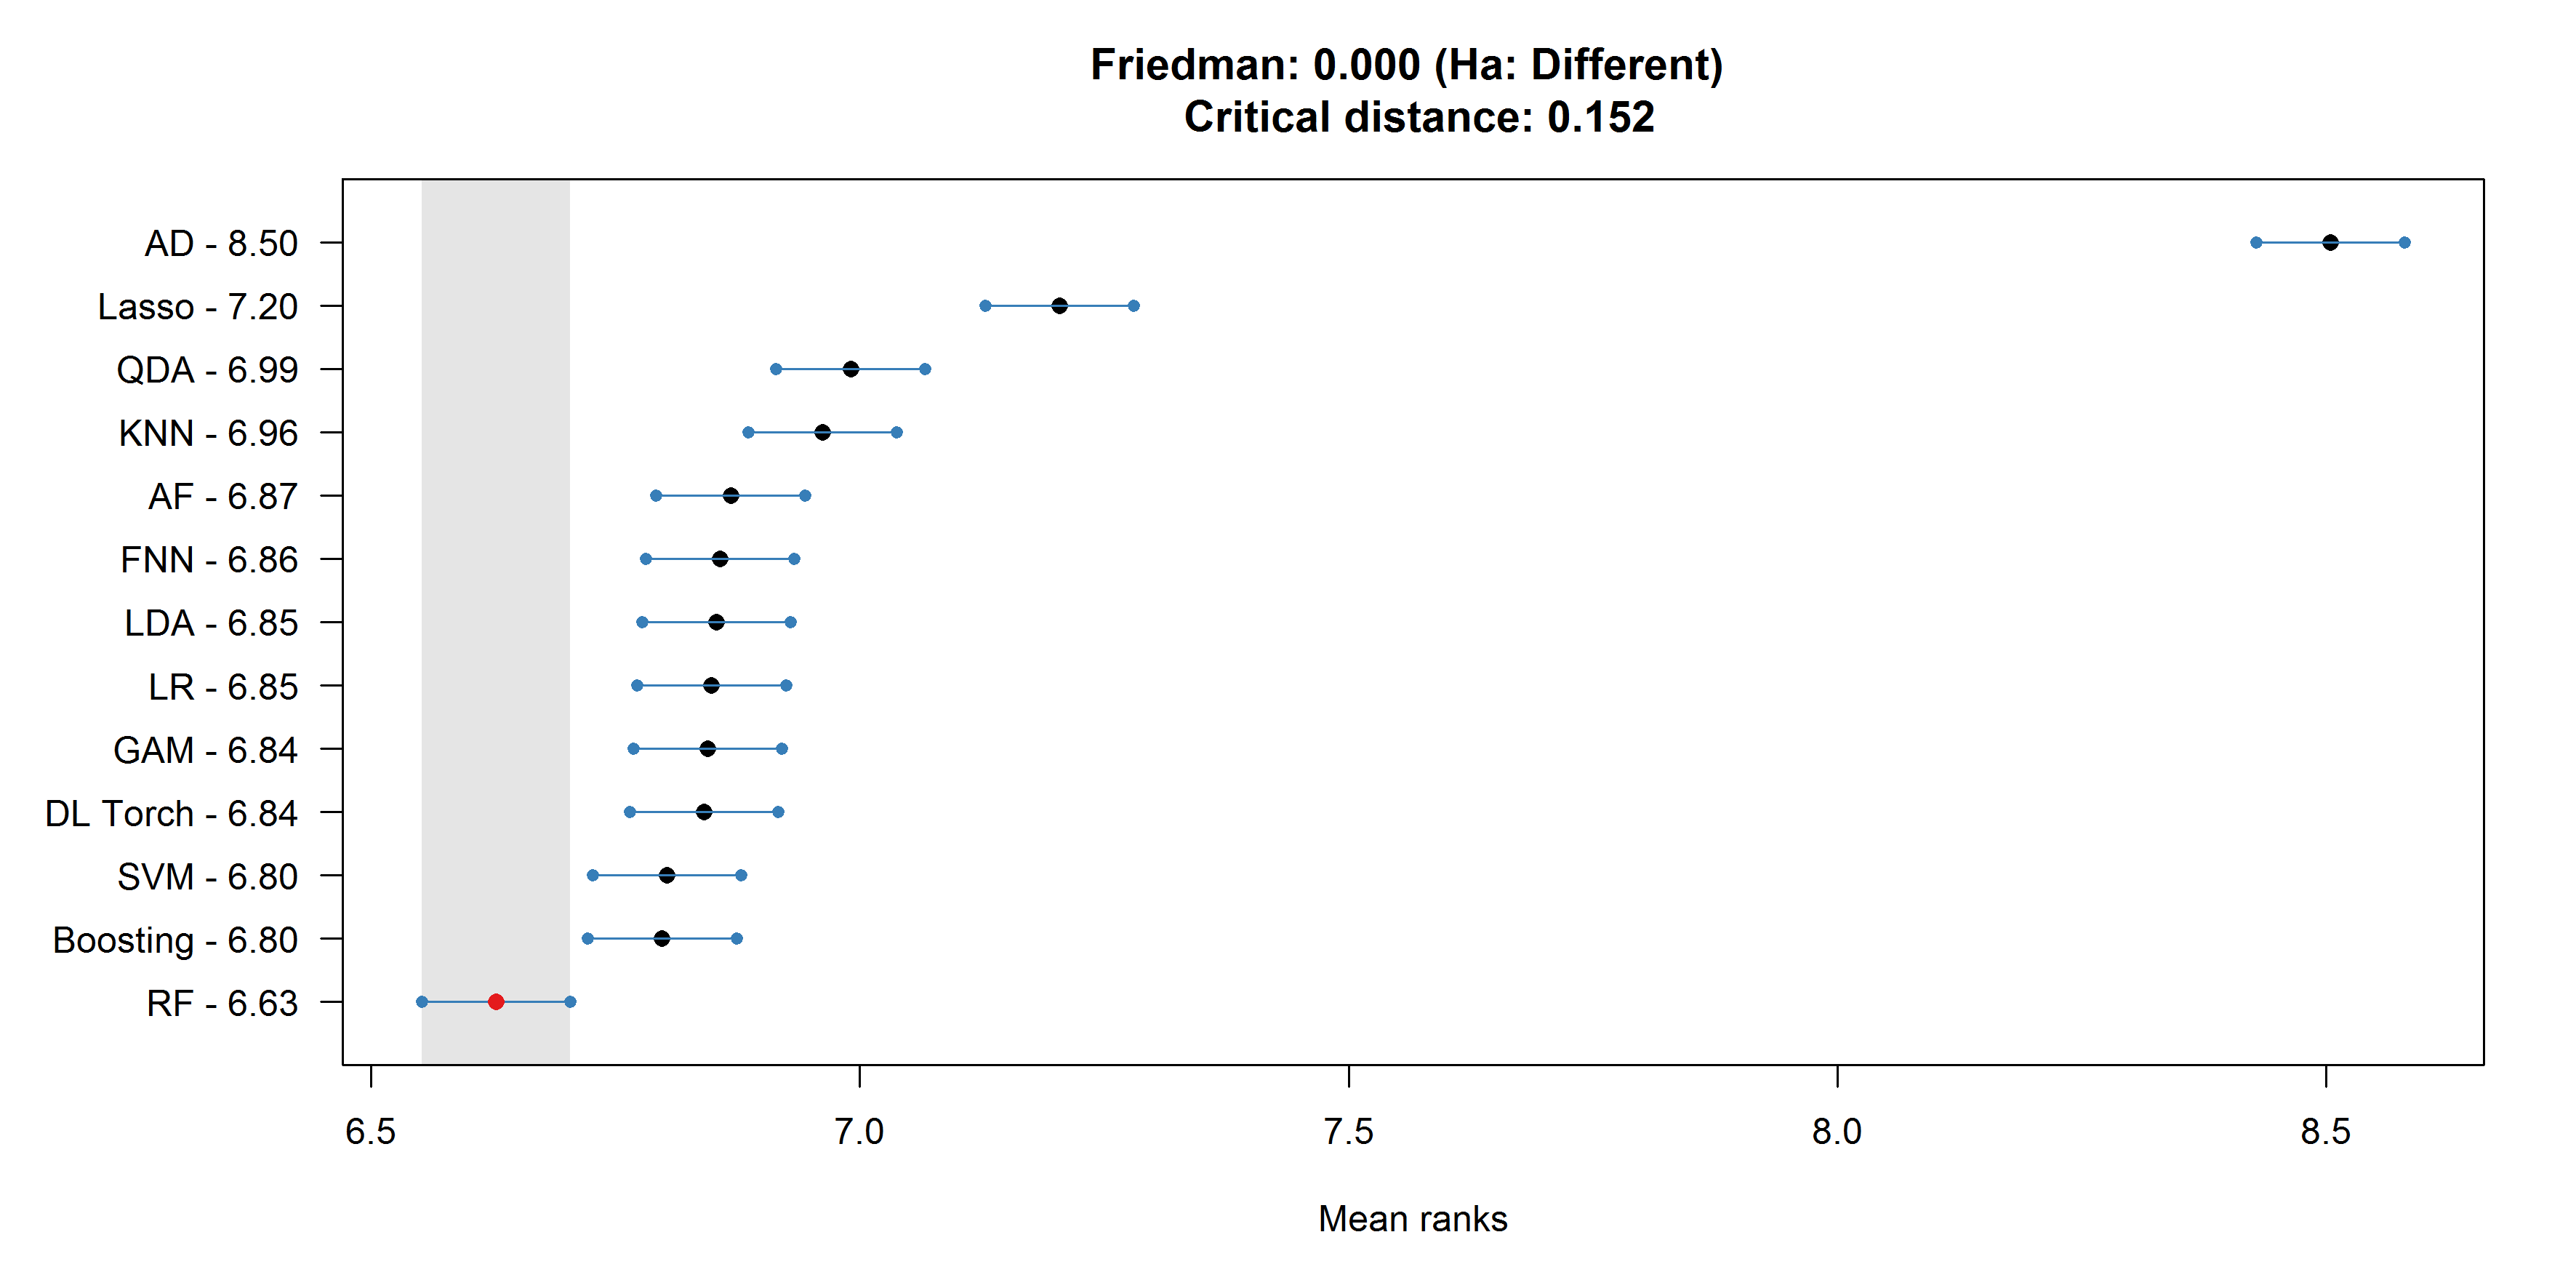 Friedman: 0.000 (Ha: Different)
Critical distance: 0.152
AD - 8.50
Lasso - 7.20
QDA - 6.99
KNN - 6.96
AF - 6.87
FNN - 6.86
LDA - 6.85
LR - 6.85
GAM - 6.84
DL Torch - 6.84
SVM - 6.80
Boosting - 6.80
RF - 6.63
6.5 7.0 7.5 8.0 8.5
Mean ranks